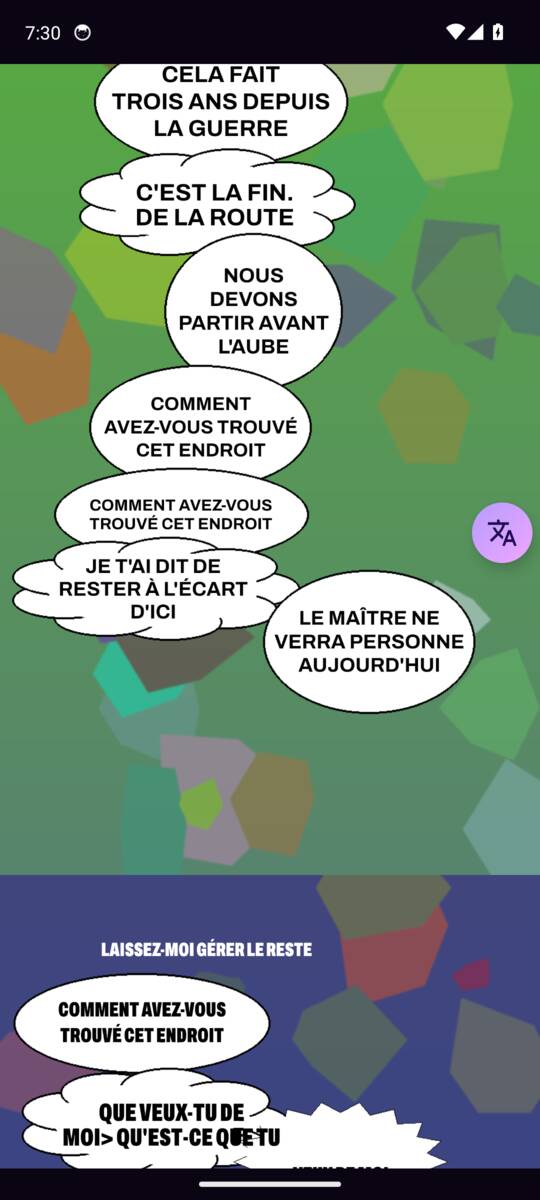 7:30
CELA FAIT
TROIS ANS DEPUIS
LA GUERRE
C'EST LA FIN.
DE LA ROUTE
NOUS
DEVONS
PARTIR AVANT
L'AUBE
COMMENT
AVEZ-VOUS TROUVÉ
CET ENDROIT
COMMENT AVEZ-VOUS
TROUVÉ CET ENDROIT
JE T'AI DIT DE
RESTER À L'ÉCART
D'ICI
LE MAÎTRE NE
VERRA PERSONNE
AUJOURD'HUI
LAISSEZ-MOI GÉRER LE RESTE
COMMENT AVEZ-VOUS
TROUVÉ CET ENDROIT
QUE VEUX-TU DE
MOI> QU'EST-CE QUE TU